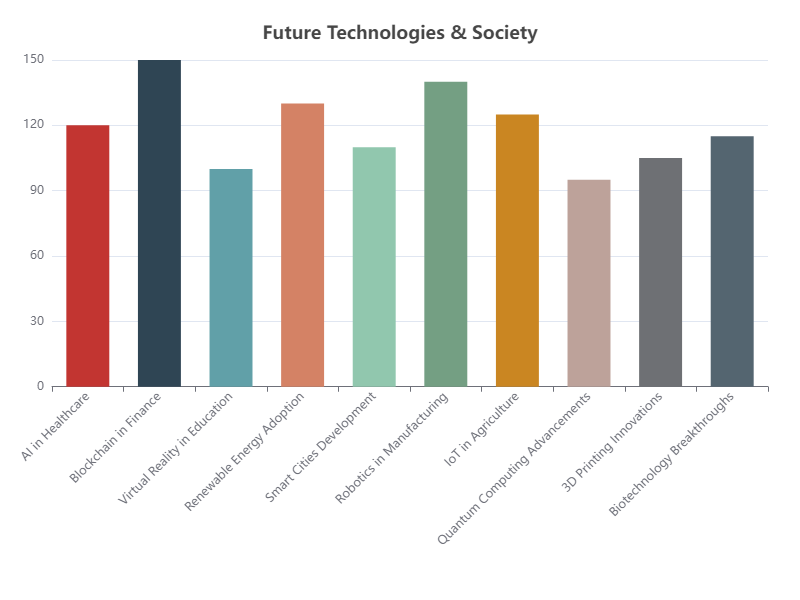 Future Technologies & Society
150
120
90
60
30
0
AI in Healthcare
Blockchain in Finance
Virtual Reality in Education
Renewable Energy Adoption
Smart Cities Development
Robotics in Manufacturing
IoT in Agriculture
Quantum Computing Advancements
3D Printing Innovations
Biotechnology Breakthroughs